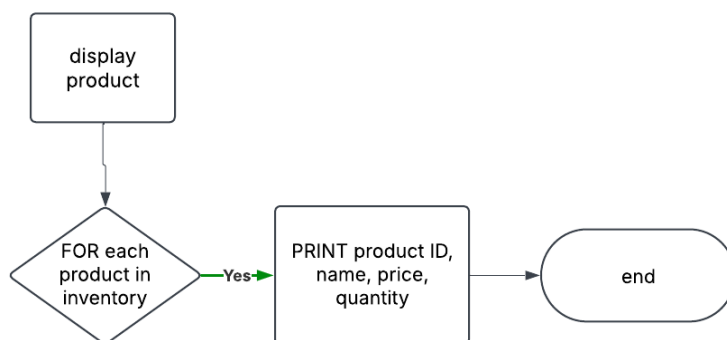 display
product
FOR each
product in
inventory
Yes
PRINT product ID,
name, price,
quantity
end